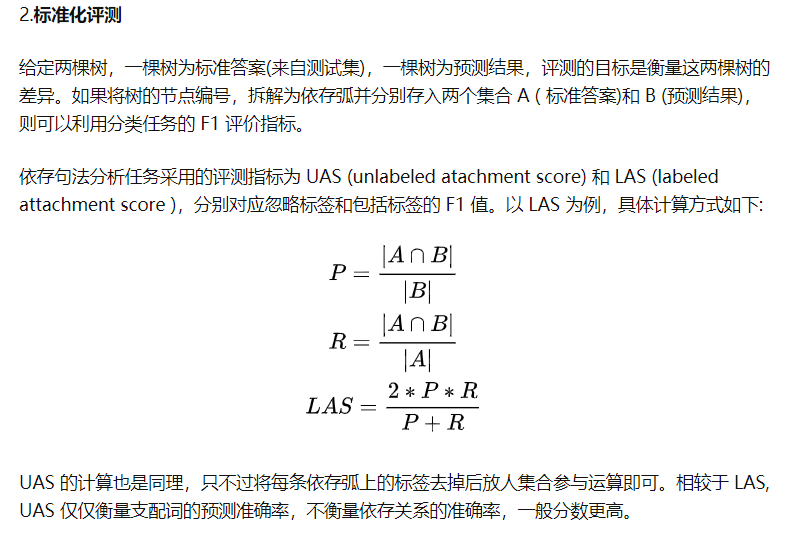 2.标准化评测
给定两棵树，一棵树为标准答案(来自测试集)，一棵树为预测结果，评测的目标是衡量这两棵树的
差异。如果将树的节点编号，拆解为依存弧并分别存入两个集合 A ( 标准答案)和 B (预测结果)，
则可以利用分类任务的 F1 评价指标。
依存句法分析任务采用的评测指标为 UAS (unlabeled atachment score) 和 LAS (labeled
attachment score )，分别对应忽略标签和包括标签的 F1 值。以 LAS 为例，具体计算方式如下:
P = |A ∩ B| / |B|
R = |A ∩ B| / |A|
LAS = 2 * P * R / P + R
UAS 的计算也是同理，只不过将每条依存弧上的标签去掉后放人集合参与运算即可。相较于 LAS,
UAS 仅仅衡量支配词的预测准确率，不衡量依存关系的准确率，一般分数更高。